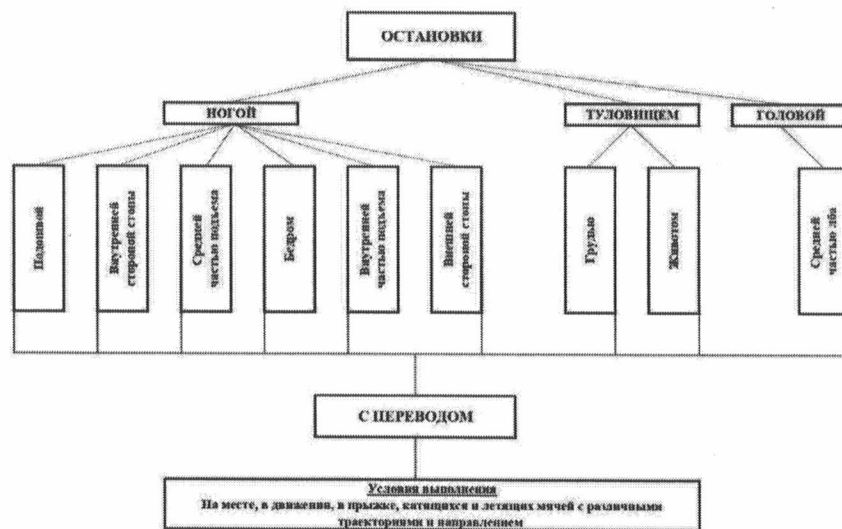 ОСТАНОВКИ
НОГОЙ
ТУЛОВИЩЕМ
ГОЛОВОЙ
Подошвой
Внутренней
стороной стопы
Средней
частью подъема
Бедром
Внутренней
частью подъема
Внешней
стороной стопы
Грудью
Животом
Средней
частью лба
С ПЕРЕВОДОМ
Условия выполнения
На месте, в движении, в прыжке, катящихся и летящих мячей с различными
траекториями и направлением